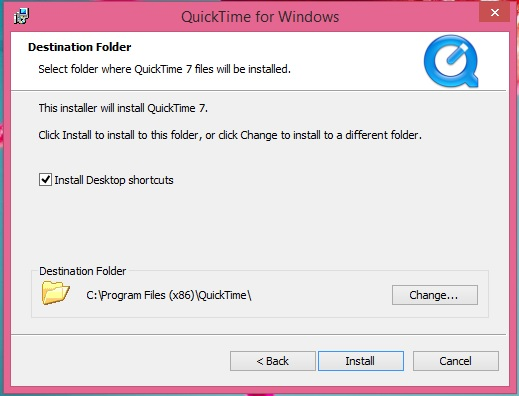 QuickTime for Windows
Destination Folder
Select folder where QuickTime 7 files will be installed.
This installer will install QuickTime 7.
Click Install to install to this folder, or click Change to install to a different folder.
Install Desktop shortcuts
Destination Folder
C:\Program Files (x86)\QuickTime\
Change...
< Back
Install
Cancel